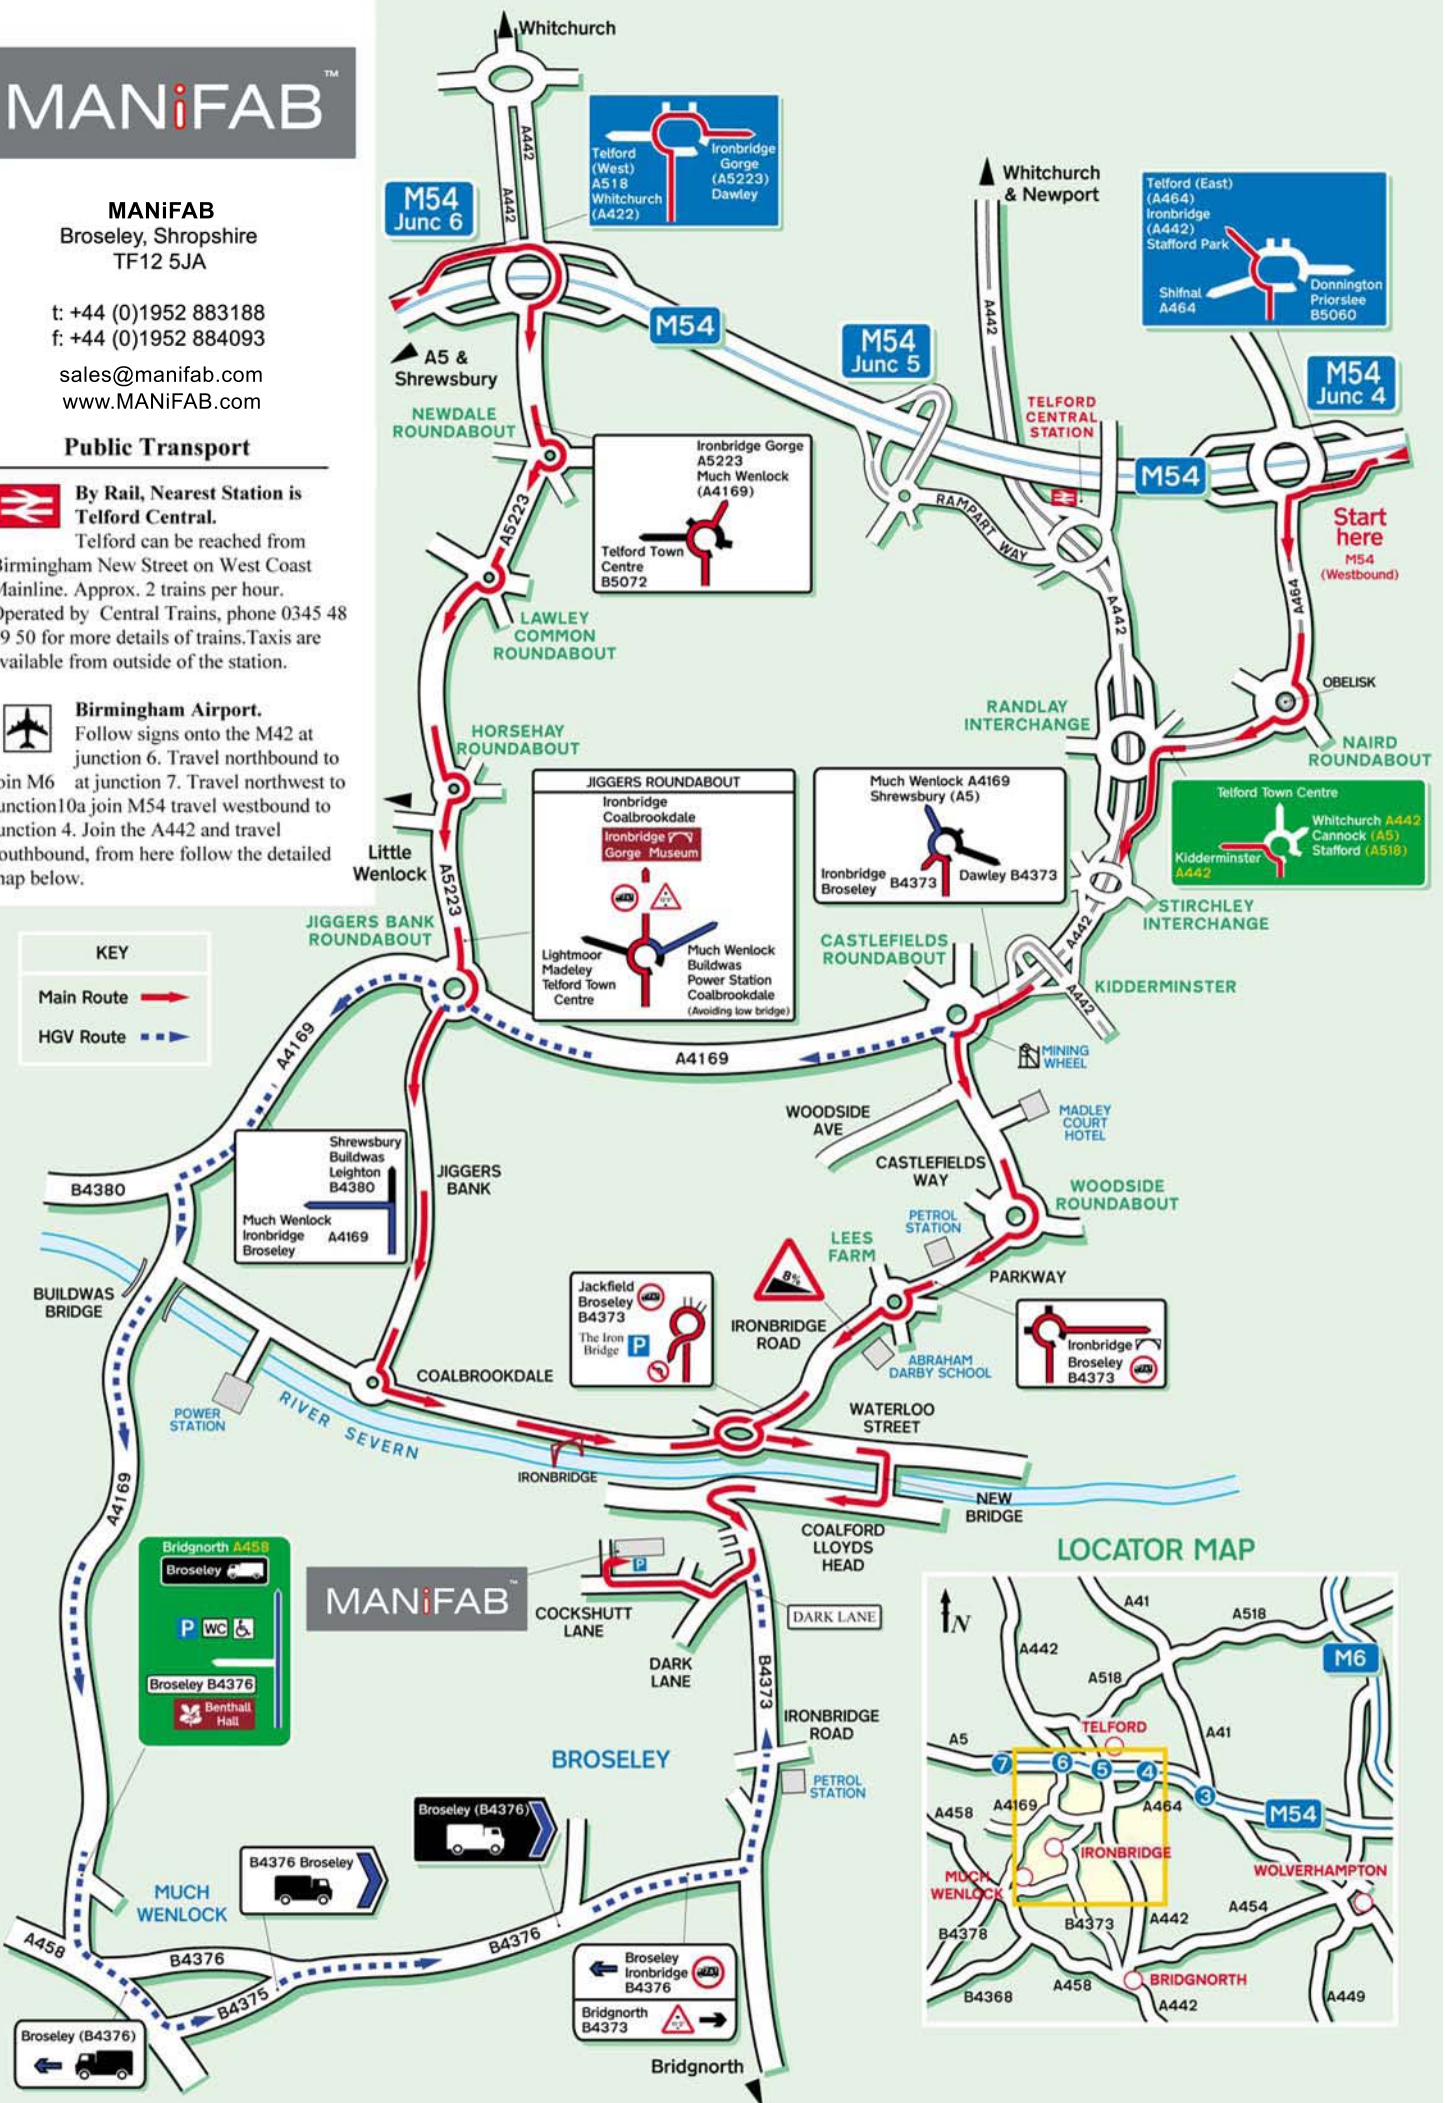 MANiFAB™
MANiFAB
Broseley, Shropshire
TF12 5JA
t: +44 (0)1952 883188
f: +44 (0)1952 884093
sales@manifab.com
www.MANiFAB.com
Public Transport
By Rail, Nearest Station is
Telford Central.
Telford can be reached from
Birmingham New Street on West Coast
Mainline. Approx. 2 trains per hour.
Operated by Central Trains, phone 0345 48
9 50 for more details of trains.Taxis are
available from outside of the station.
Birmingham Airport.
Follow signs onto the M42 at
junction 6. Travel northbound to
join M6 at junction 7. Travel northwest to
junction10a join M54 travel westbound to
junction 4. Join the A442 and travel
southbound, from here follow the detailed
map below.
KEY
Main Route
HGV Route
Whitchurch
A442
A442
M54
Junc 6
Telford
(West)
A518
Whitchurch
(A422)
Ironbridge
Gorge
(A5223)
Dawley
M54
A5 &
Shrewsbury
NEWDALE
ROUNDABOUT
Ironbridge Gorge
A5223
Much Wenlock
(A4169)
Telford Town
Centre
B5072
A5223
LAWLEY
COMMON
ROUNDABOUT
M54
Junc 5
Whitchurch
& Newport
A442
TELFORD
CENTRAL
STATION
RAMPART WAY
Telford (East)
(A464)
Ironbridge
(A442)
Stafford Park
Shifnal
A464
Donnington
Priorslee
B5060
M54
Junc 4
M54
Start
here
M54
(Westbound)
A464
A442
OBELISK
NAIRD
ROUNDABOUT
RANDLAY
INTERCHANGE
Telford Town Centre
Whitchurch A442
Cannock (A5)
Stafford (A518)
Kidderminster
A442
STIRCHLEY
INTERCHANGE
HORSEHAY
ROUNDABOUT
Little
Wenlock
A5223
JIGGERS BANK
ROUNDABOUT
JIGGERS ROUNDABOUT
Ironbridge
Coalbrookdale
Ironbridge
Gorge Museum
Lightmoor
Madeley
Telford Town
Centre
Much Wenlock
Buildwas
Power Station
Coalbrookdale
(Avoiding low bridge)
Much Wenlock A4169
Shrewsbury (A5)
Ironbridge
Broseley
B4373
Dawley B4373
CASTLEFIELDS
ROUNDABOUT
A442
KIDDERMINSTER
A442
MINING
WHEEL
A4169
A4169
WOODSIDE
AVE
MADLEY
COURT
HOTEL
CASTLEFIELDS
WAY
WOODSIDE
ROUNDABOUT
PETROL
STATION
LEES
FARM
PARKWAY
8%
IRONBRIDGE
ROAD
ABRAHAM
DARBY SCHOOL
Ironbridge
Broseley
B4373
B4380
Shrewsbury
Buildwas
Leighton
B4380
Much Wenlock
Ironbridge
Broseley
A4169
JIGGERS
BANK
BUILDWAS
BRIDGE
Jackfield
Broseley
B4373
The Iron
Bridge
P
COALBROOKDALE
POWER
STATION
RIVER SEVERN
IRONBRIDGE
WATERLOO
STREET
NEW
BRIDGE
COALFORD
LLOYDS
HEAD
A4169
Bridgnorth A458
Broseley
P WC
Broseley B4376
Benthall
Hall
MANiFAB™
P
COCKSHUTT
LANE
DARK LANE
DARK
LANE
B4373
IRONBRIDGE
ROAD
BROSELEY
PETROL
STATION
Broseley (B4376)
B4376 Broseley
MUCH
WENLOCK
A458
B4376
B4376
B4375
Broseley (B4376)
Broseley
Ironbridge
B4376
Bridgnorth
B4373
Bridgnorth
LOCATOR MAP
N
A41
A518
A442
M6
A518
TELFORD
A5
A41
7
6
5
4
3
A458
A4169
A464
M54
IRONBRIDGE
MUCH
WENLOCK
WOLVERHAMPTON
A454
B4378
B4373
A442
BRIDGNORTH
B4368
A458
A442
A449